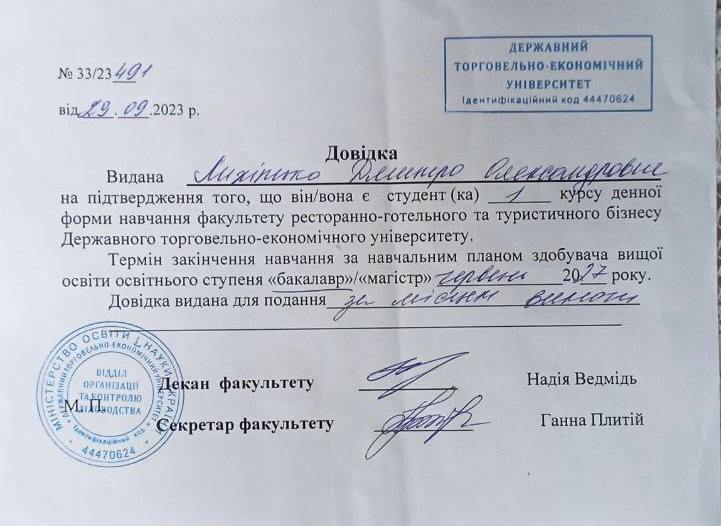 ДЕРЖАВНИЙ
ТОРГОВЕЛЬНО-ЕКОНОМІЧНИЙ
УНІВЕРСИТЕТ
Ідентифікаційний код 44470624
№ 33/23 491
від 29.09.2023 р.
Довідка
Видана Дмитро Олександрович
на підтвердження того, що він/вона є студент (ка) 1 курсу денної
форми навчання факультету ресторанно-готельного та туристичного бізнесу
Державного торговельно-економічного університету.
Термін закінчення навчання за навчальним планом здобувача вищої
освіти освітнього ступеня «бакалавр»/«магістр» червень 2027 року.
Довідка видана для подання за місцем вимоги
МІНІСТЕРСТВО ОСВІТИ І НАУКИ УКРАЇНИ
ДЕРЖАВНИЙ ТОРГОВЕЛЬНО-ЕКОНОМІЧНИЙ УНІВЕРСИТЕТ
ВІДДІЛ
ОРГАНІЗАЦІЇ
ТА КОНТРОЛЮ
ДІЛОВОДСТВА
Ідентифікаційний код
44470624
Декан факультету Надія Ведмідь
М.П.
Секретар факультету Ганна Плитій